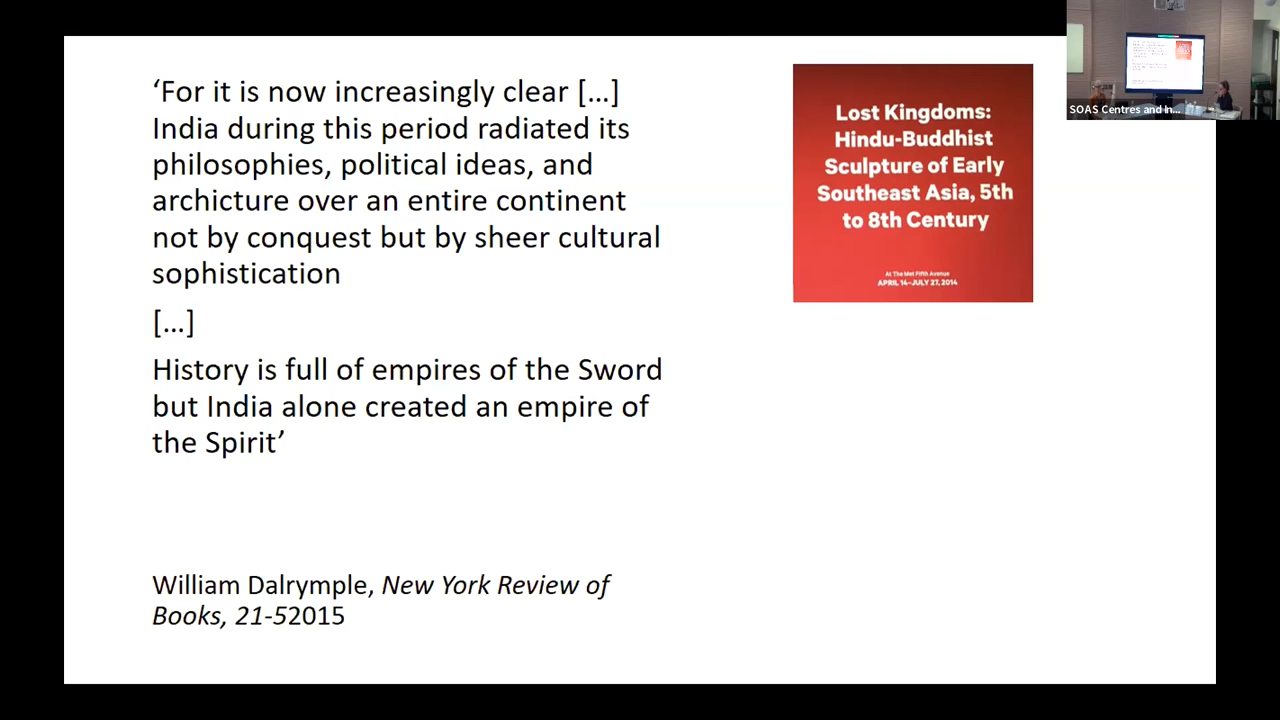 ‘For it is now increasingly clear […]
India during this period radiated its
philosophies, political ideas, and
archicture over an entire continent
not by conquest but by sheer cultural
sophistication
[…]
History is full of empires of the Sword
but India alone created an empire of
the Spirit’
William Dalrymple, New York Review of
Books, 21-52015
Lost Kingdoms:
Hindu-Buddhist
Sculpture of Early
Southeast Asia, 5th
to 8th Century
At The Met Fifth Avenue
APRIL 14–JULY 27, 2014
SOAS Centres and In...